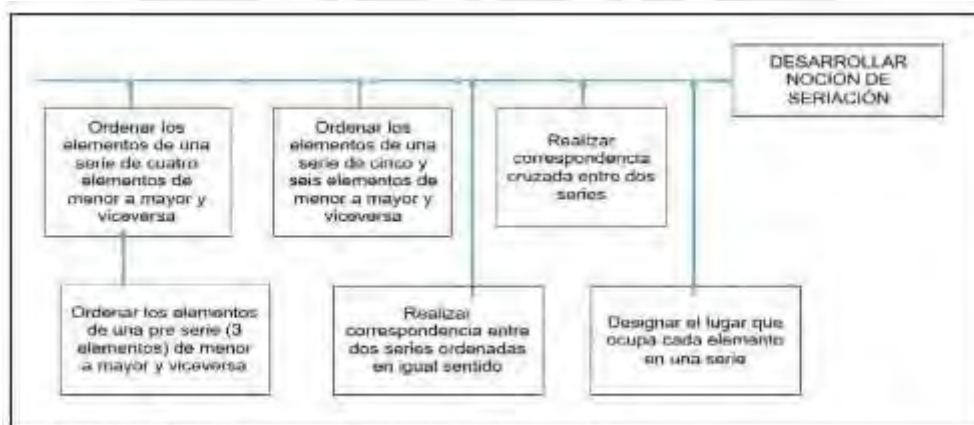 DESARROLLAR
NOCIÓN DE
SERIACIÓN
Ordenar los
elementos de una
serie de cuatro
elementos de
menor a mayor y
viceversa
Ordenar los
elementos de una
serie de cinco y
seis elementos de
menor a mayor y
viceversa
Realizar
correspondencia
cruzada entre dos
series
Ordenar los elementos
de una pre serie (3
elementos) de menor
a mayor y viceversa
Realizar
correspondencia entre
dos series ordenadas
en igual sentido
Designar el lugar que
ocupa cada elemento
en una serie